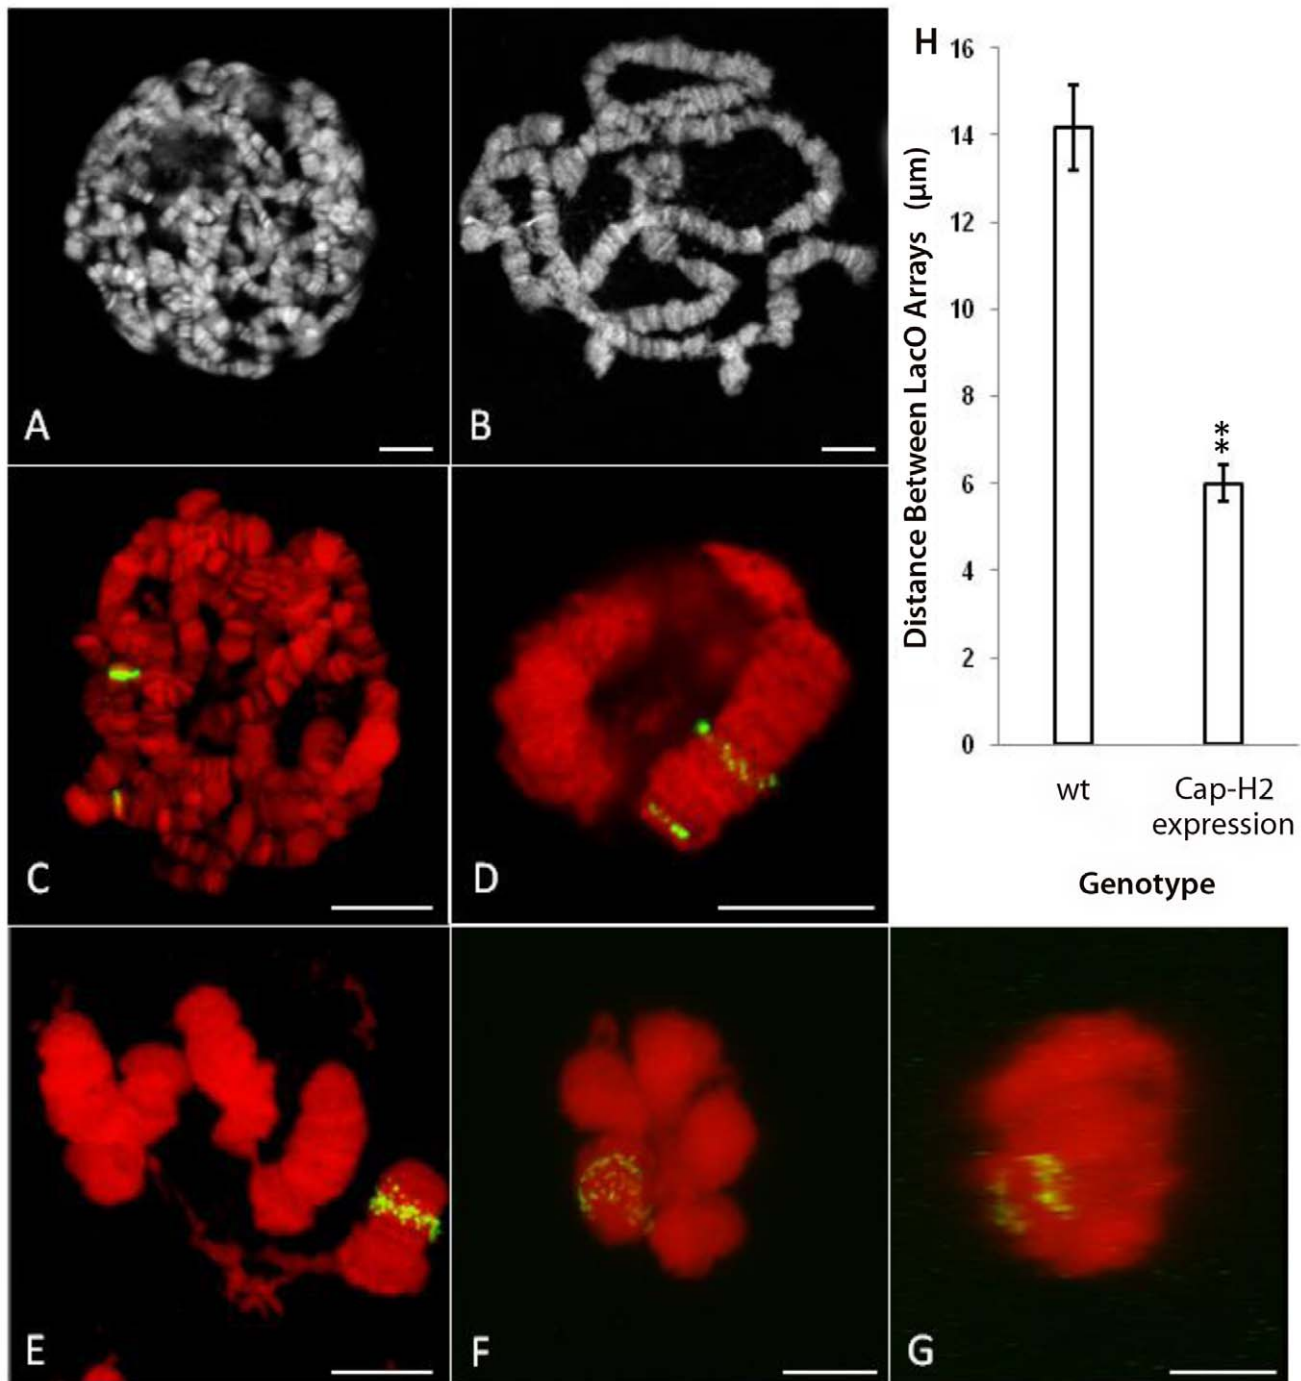 A
B
C
D
E
F
G
H
Distance Between LacO Arrays (µm)
16
14
12
10
8
6
4
2
0
**
wt
Cap-H2
expression
Genotype